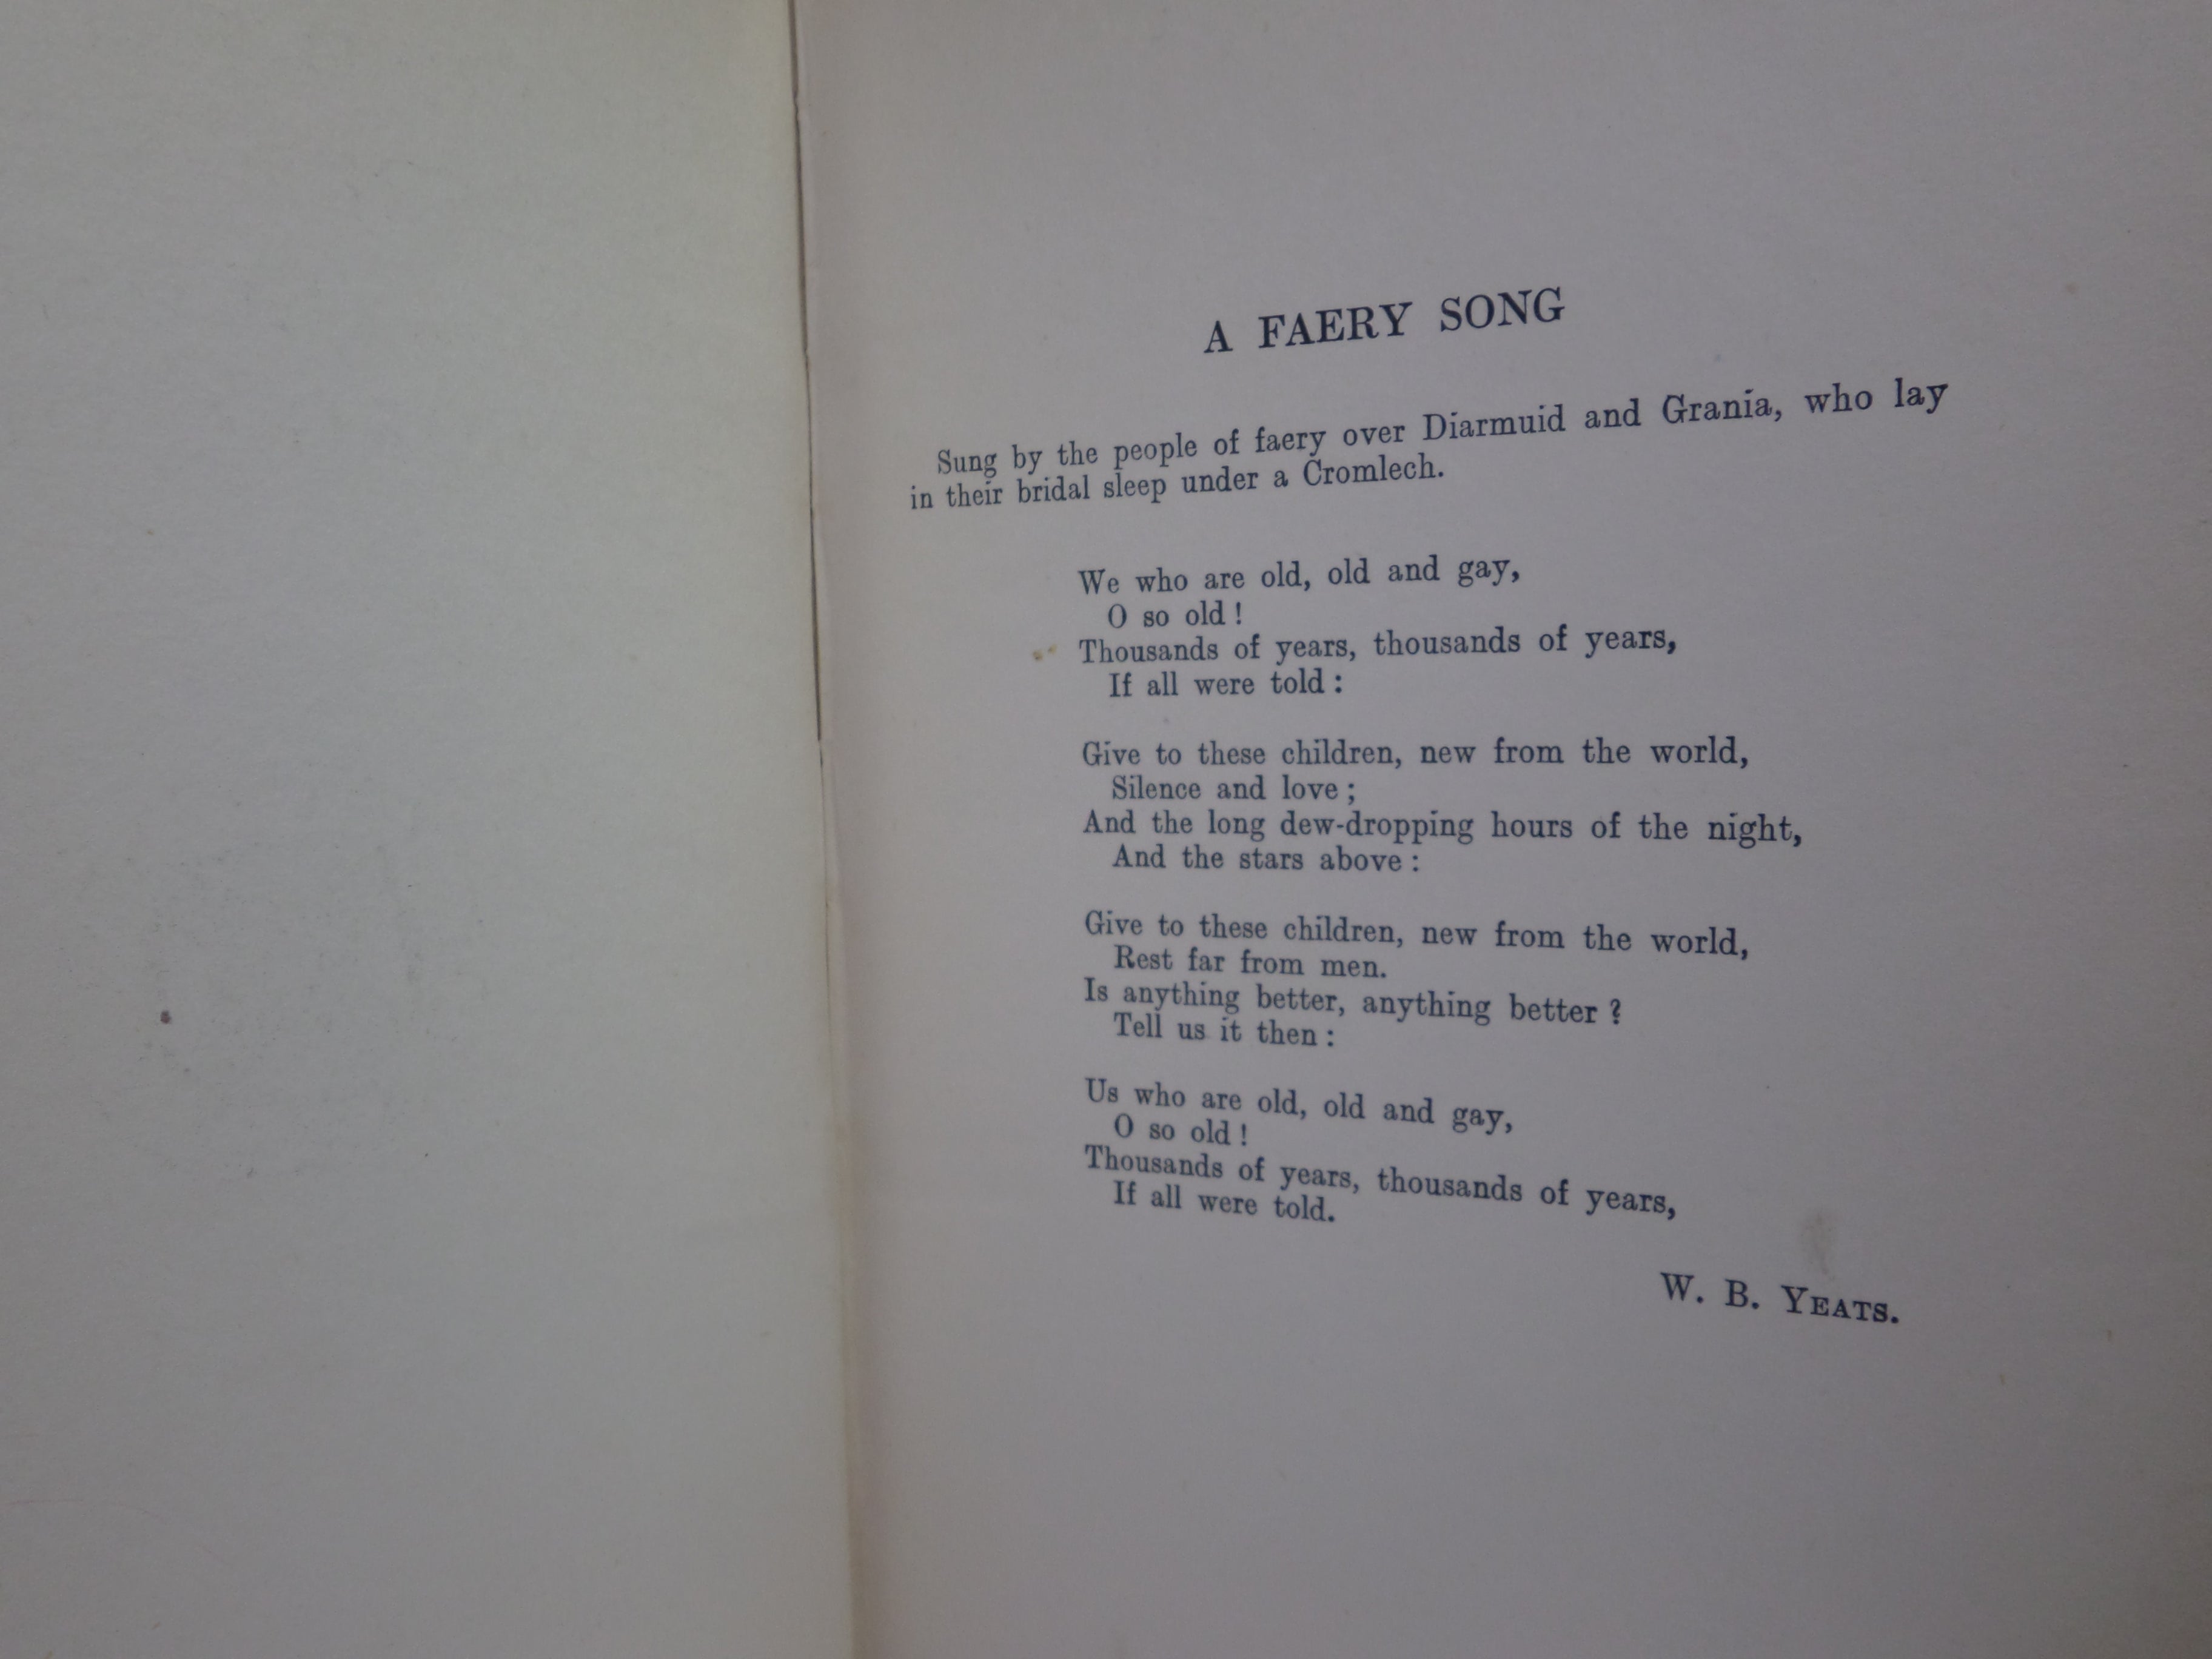 A FAERY SONG
Sung by the people of faery over Diarmuid and Grania, who lay
in their bridal sleep under a Cromlech.
We who are old, old and gay,
O so old !
Thousands of years, thousands of years,
If all were told :
Give to these children, new from the world,
Silence and love ;
And the long dew-dropping hours of the night,
And the stars above :
Give to these children, new from the world,
Rest far from men.
Is anything better, anything better ?
Tell us it then :
Us who are old, old and gay,
O so old !
Thousands of years, thousands of years,
If all were told.
W. B. YEATS.